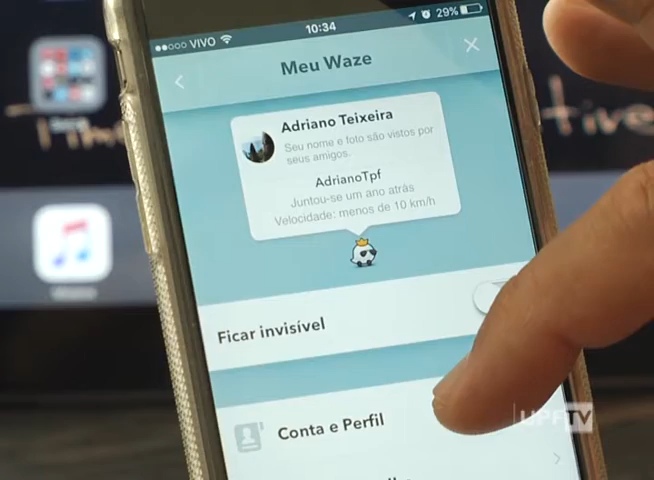 VIVO
10:34
29%
Meu Waze
Adriano Teixeira
Seu nome e foto são vistos por
seus amigos.
AdrianoTpf
Juntou-se um ano atrás
Velocidade: menos de 10 km/h
Ficar invisível
Conta e Perfil
UPFTV